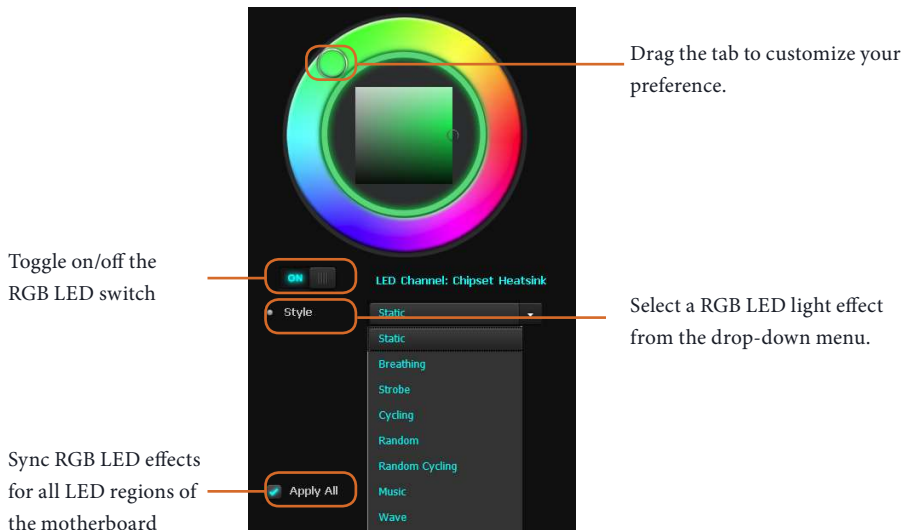 Drag the tab to customize your
preference.
Toggle on/off the
RGB LED switch
ON
LED Channel: Chipset Heatsink
Style
Static
Select a RGB LED light effect
from the drop-down menu.
Static
Breathing
Strobe
Cycling
Random
Random Cycling
Music
Wave
Sync RGB LED effects
for all LED regions of
the motherboard
Apply All